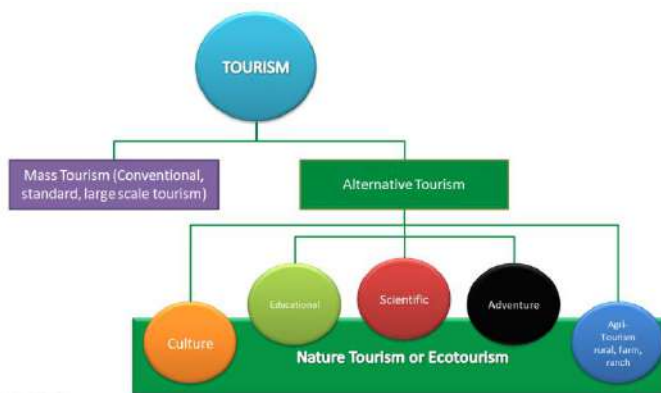 TOURISM
Mass Tourism (Conventional,
standard, large scale tourism)
Alternative Tourism
Culture
Educational
Scientific
Adventure
Agri-
Tourism
rural, farm,
ranch
Nature Tourism or Ecotourism